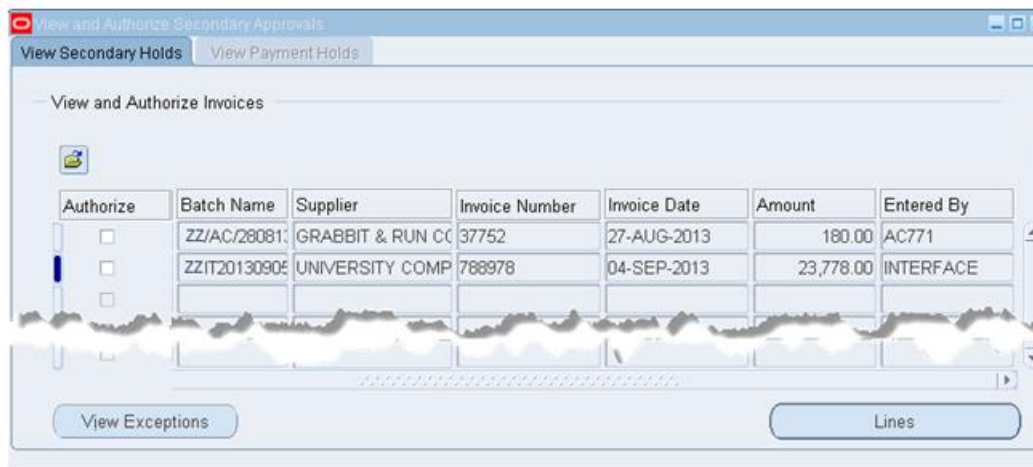 View and Authorize Secondary Approvals
View Secondary Holds View Payment Holds
View and Authorize Invoices
Authorize Batch Name Supplier Invoice Number Invoice Date Amount Entered By
ZZ/AC/28081 GRABBIT & RUN CO 37752 27-AUG-2013 180.00 AC771
ZZIT20130905 UNIVERSITY COMP 788978 04-SEP-2013 23,778.00 INTERFACE
View Exceptions Lines